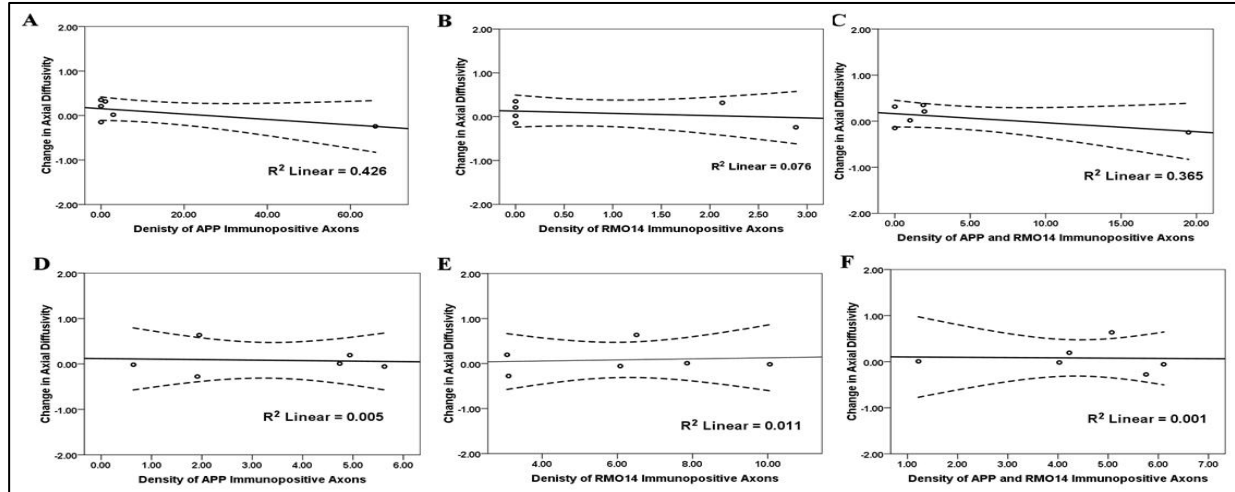 A
2.00
1.00
0.00
-1.00
-2.00
Change in Axial Diffusivity
R² Linear = 0.426
0.00 20.00 40.00 60.00
Denisty of APP Immunopositive Axons
B
2.00
1.00
0.00
-1.00
-2.00
Change in Axial Diffusivity
R² Linear = 0.076
0.00 0.50 1.00 1.50 2.00 2.50 3.00
Density of RMO14 Immunopositive Axons
C
2.00
1.00
0.00
-1.00
-2.00
Change in Axial Diffusivity
R² Linear = 0.365
0.00 5.00 10.00 15.00 20.00
Density of APP and RMO14 Immunopositive Axons
D
2.00
1.00
0.00
-1.00
-2.00
Change in Axial Diffusivity
R² Linear = 0.005
0.00 1.00 2.00 3.00 4.00 5.00 6.00
Density of APP Immunopositive Axons
E
2.00
1.00
0.00
-1.00
-2.00
Change in Axial Diffusivity
R² Linear = 0.011
4.00 6.00 8.00 10.00
Density of RMO14 Immunopositive Axons
F
2.00
1.00
0.00
-1.00
-2.00
Change in Axial Diffusivity
R² Linear = 0.001
1.00 2.00 3.00 4.00 5.00 6.00 7.00
Density of APP and RMO14 Immunopositive Axons